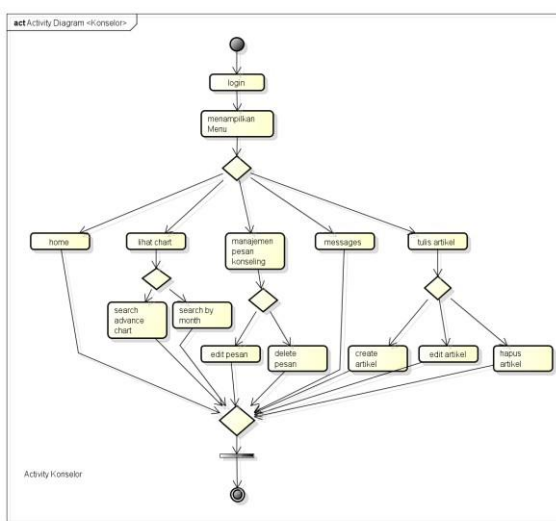 act Activity Diagram <Konselor>
login
menampilkan
Menu
home
lihat chart
manajemen
pesan
konseling
messages
tulis artikel
search
advance
chart
search by
month
edit pesan
delete
pesan
create
artikel
edit artikel
hapus
artikel
Activity Konselor